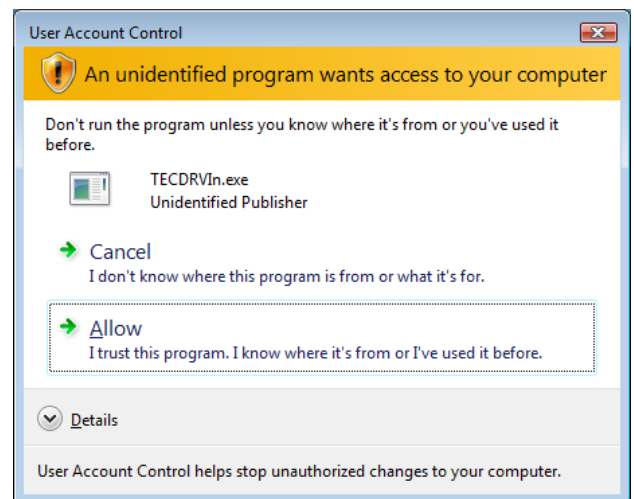 User Account Control
An unidentified program wants access to your computer
Don't run the program unless you know where it's from or you've used it
before.
TECDRVIn.exe
Unidentified Publisher
Cancel
I don't know where this program is from or what it's for.
Allow
I trust this program. I know where it's from or I've used it before.
Details
User Account Control helps stop unauthorized changes to your computer.